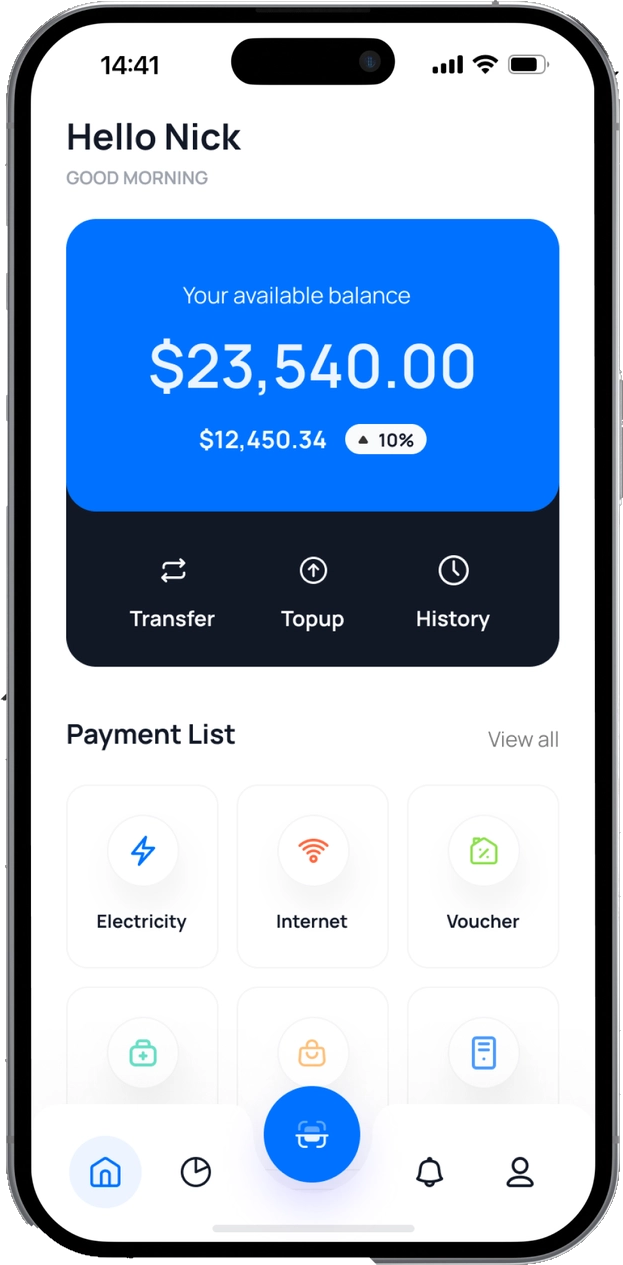 14:41
Hello Nick
GOOD MORNING
Your available balance
$23,540.00
$12,450.34 ▲ 10%
Transfer Topup History
Payment List View all
Electricity Internet Voucher